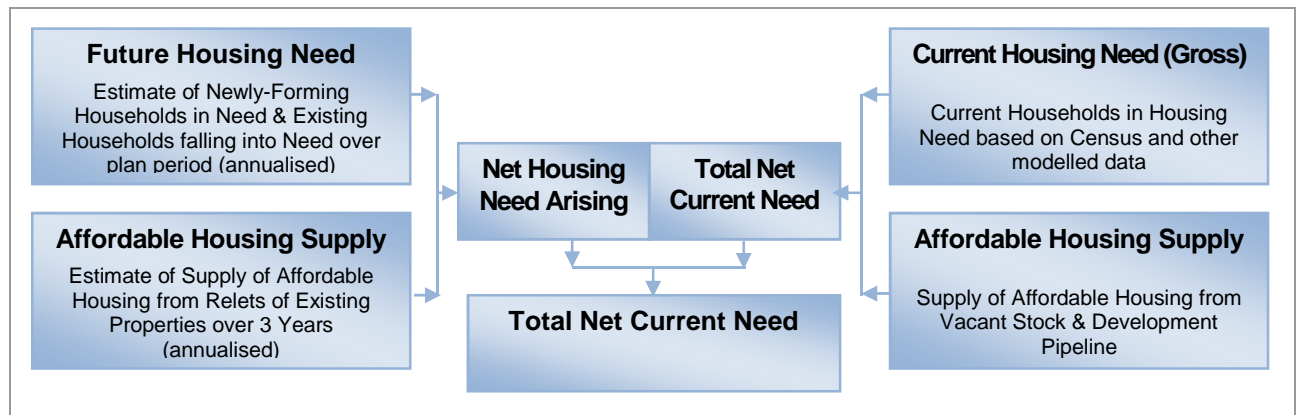 Future Housing Need
Estimate of Newly-Forming
Households in Need & Existing
Households falling into Need over
plan period (annualised)
Affordable Housing Supply
Estimate of Supply of Affordable
Housing from Relets of Existing
Properties over 3 Years
(annualised)
Net Housing
Need Arising
Total Net
Current Need
Total Net Current Need
Current Housing Need (Gross)
Current Households in Housing
Need based on Census and other
modelled data
Affordable Housing Supply
Supply of Affordable Housing from
Vacant Stock & Development
Pipeline